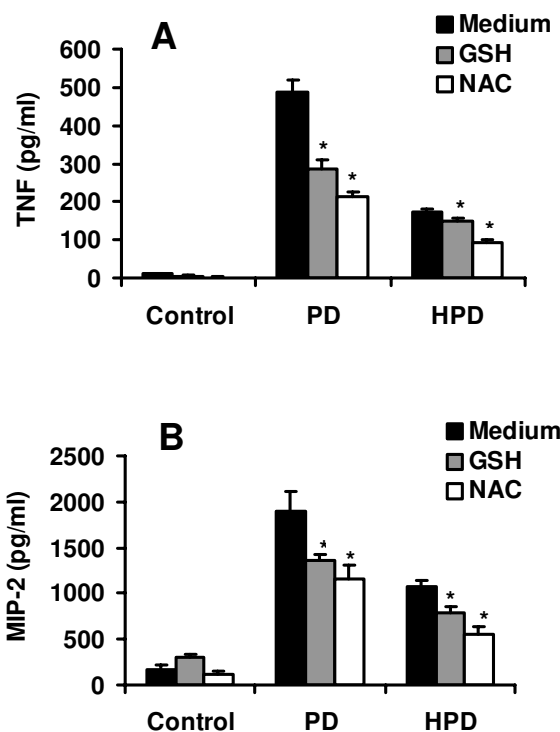 A
Medium
GSH
NAC
TNF (pg/ml)
600
500
400
300
200
100
0
*
*
*
*
Control PD HPD
B
Medium
GSH
NAC
MIP-2 (pg/ml)
2500
2000
1500
1000
500
0
*
*
*
*
Control PD HPD